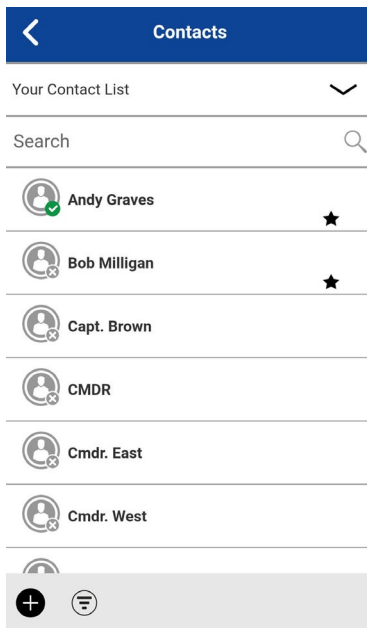 Contacts
Your Contact List
Search
Andy Graves
Bob Milligan
Capt. Brown
CMDR
Cmdr. East
Cmdr. West